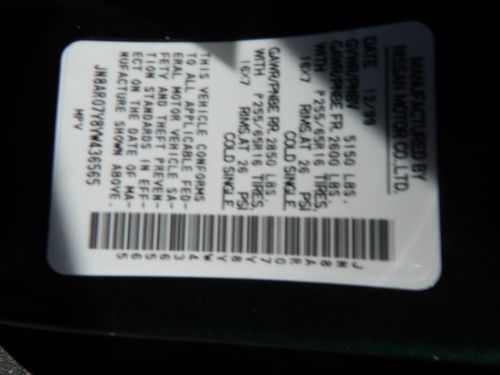 MANUFACTURED BY
NISSAN MOTOR CO.,LTD.
DATE 12/99
GVWR/PNBV 5150 LBS.
GAWR/PNBE FR. 2600 LBS.
WITH P255/65R16 TIRES,
16X7 RIMS,AT 26 PSI
COLD SINGLE.
GAWR/PNBE RR. 2850 LBS.
WITH P255/65R16 TIRES,
16X7 RIMS,AT 26 PSI
COLD SINGLE.
THIS VEHICLE CONFORMS
TO ALL APPLICABLE FED-
ERAL MOTOR VEHICLE SA-
FETY AND THEFT PREVEN-
TION STANDARDS IN EFF-
ECT ON THE DATE OF MA-
NUFACTURE SHOWN ABOVE.
JN8AR07Y8YW436565
MPV
JN8AR07Y8YW436565